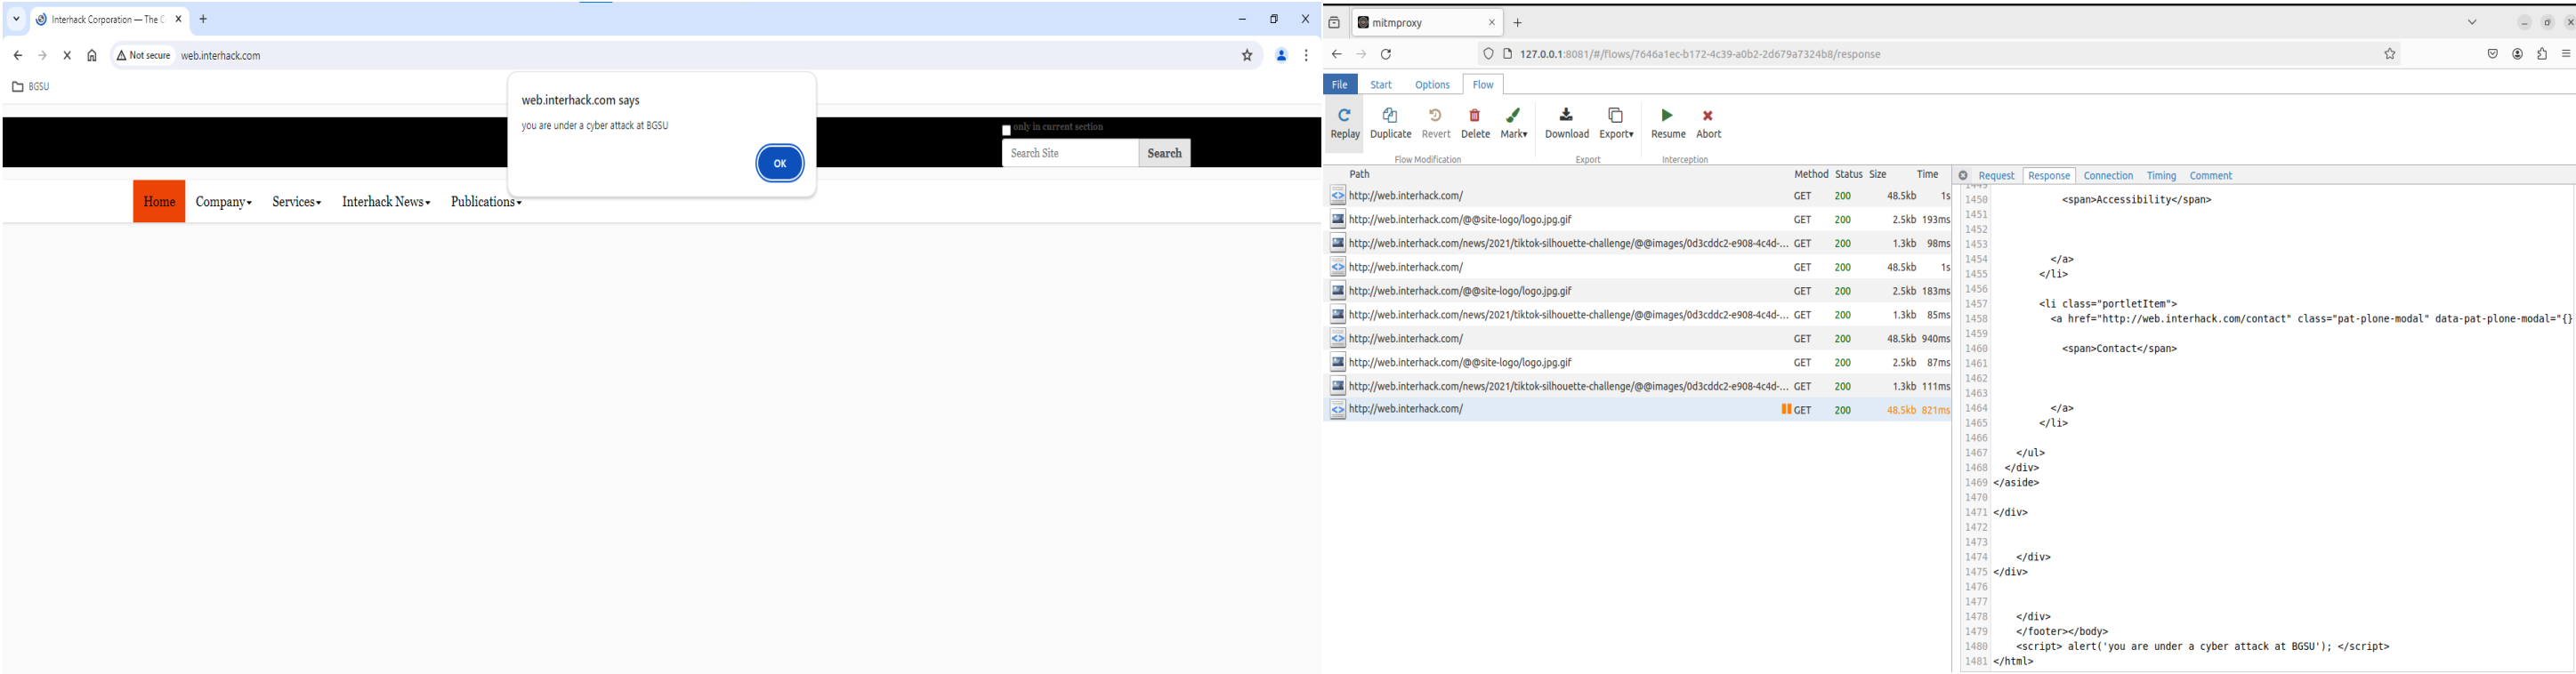 Interhack Corporation — The C
Not secure web.interhack.com
BGSU
web.interhack.com says
you are under a cyber attack at BGSU
OK
only in current section
Search Site Search
Home Company Services Interhack News Publications
mitmproxy
127.0.0.1:8081/#/flows/7646a1ec-b172-4c39-a0b2-2d679a7324b8/response
File Start Options Flow
Replay Duplicate Revert Delete Mark Download Export Resume Abort
Flow Modification Export Interception
Path Method Status Size Time
http://web.interhack.com/ GET 200 48.5kb 1s
http://web.interhack.com/@@site-logo/logo.jpg.gif GET 200 2.5kb 193ms
http://web.interhack.com/news/2021/tiktok-silhouette-challenge/@@images/0d3cddc2-e908-4c4d-... GET 200 1.3kb 98ms
http://web.interhack.com/ GET 200 48.5kb 1s
http://web.interhack.com/@@site-logo/logo.jpg.gif GET 200 2.5kb 183ms
http://web.interhack.com/news/2021/tiktok-silhouette-challenge/@@images/0d3cddc2-e908-4c4d-... GET 200 1.3kb 85ms
http://web.interhack.com/ GET 200 48.5kb 940ms
http://web.interhack.com/@@site-logo/logo.jpg.gif GET 200 2.5kb 87ms
http://web.interhack.com/news/2021/tiktok-silhouette-challenge/@@images/0d3cddc2-e908-4c4d-... GET 200 1.3kb 111ms
http://web.interhack.com/ GET 200 48.5kb 821ms
Request Response Connection Timing Comment
1449
1450 <span>Accessibility</span>
1451
1452
1453
1454 </a>
1455 </li>
1456
1457 <li class="portletItem">
1458 <a href="http://web.interhack.com/contact" class="pat-plone-modal" data-pat-plone-modal="{}
1459
1460 <span>Contact</span>
1461
1462
1463
1464 </a>
1465 </li>
1466
1467 </ul>
1468 </div>
1469 </aside>
1470
1471 </div>
1472
1473
1474 </div>
1475 </div>
1476
1477
1478 </div>
1479 </footer></body>
1480 <script> alert('you are under a cyber attack at BGSU'); </script>
1481 </html>